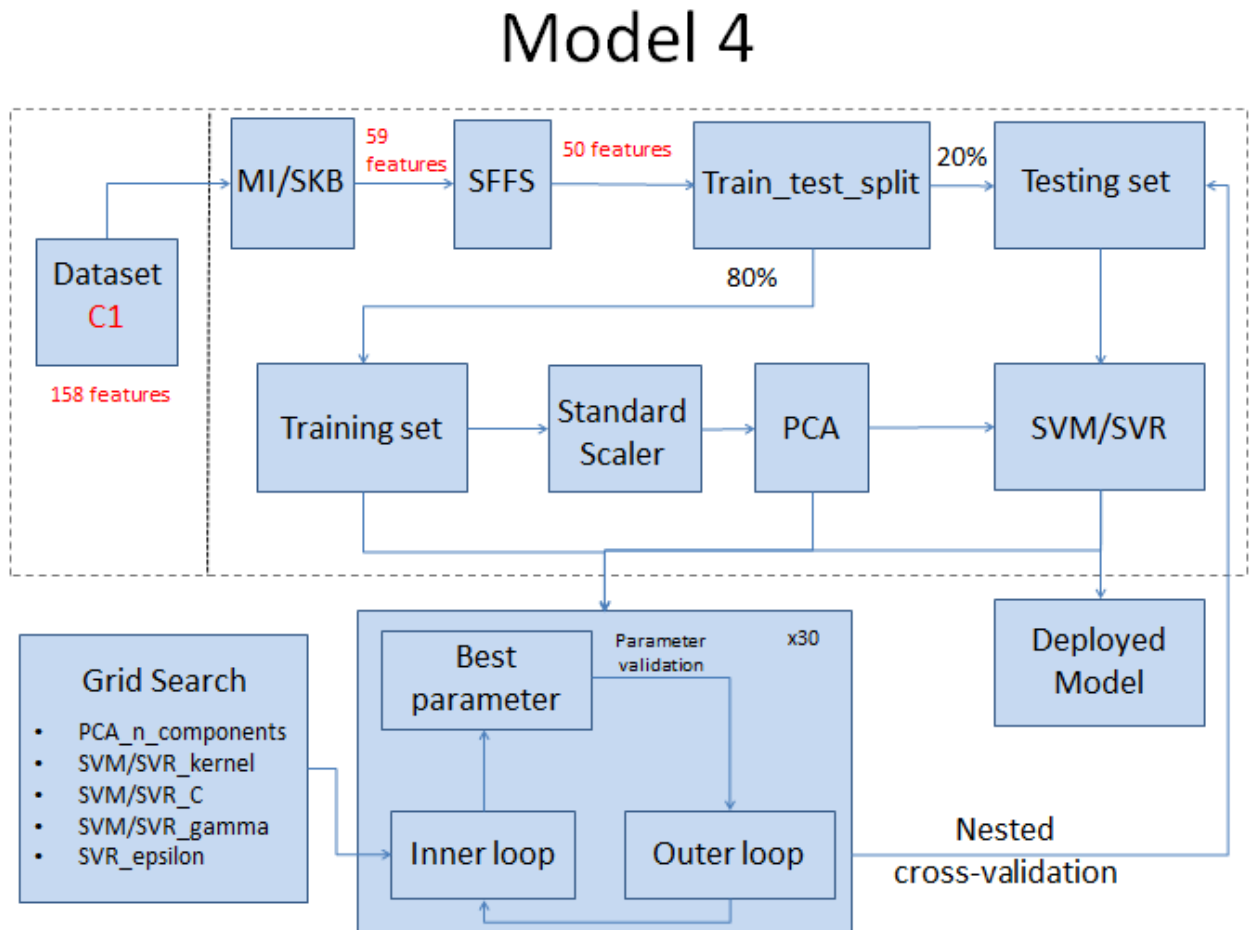 Model 4
MI/SKB
59
features
SFFS
50 features
Train_test_split
20%
Testing set
Dataset
C1
158 features
80%
Training set
Standard
Scaler
PCA
SVM/SVR
Deployed
Model
Grid Search
• PCA_n_components
• SVM/SVR_kernel
• SVM/SVR_C
• SVM/SVR_gamma
• SVR_epsilon
Best
parameter
Parameter
validation
x30
Inner loop
Outer loop
Nested
cross-validation